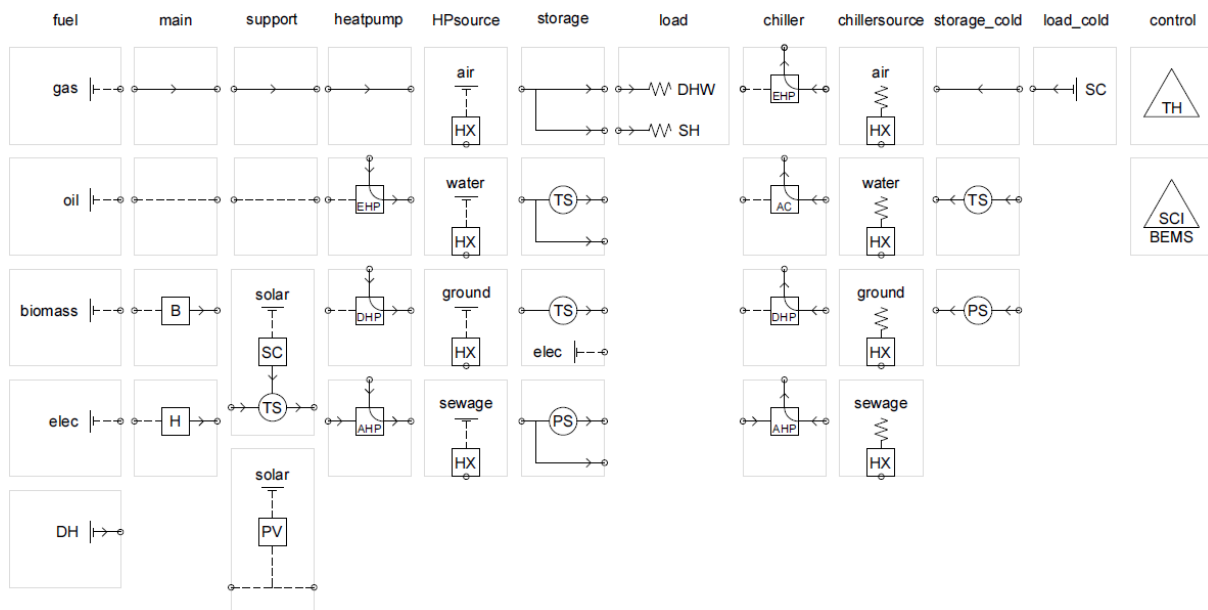 fuel main support heatpump HPsource storage load chiller chillersource storage_cold load_cold control
gas air DHW EHP air SC
HX SH HX TH
oil EHP water TS AC water TS SCI
HX HX BEMS
biomass B solar DHP ground TS DHP ground PS
SC HX elec HX
elec H TS AHP sewage PS AHP sewage
HX HX
solar
DH PV